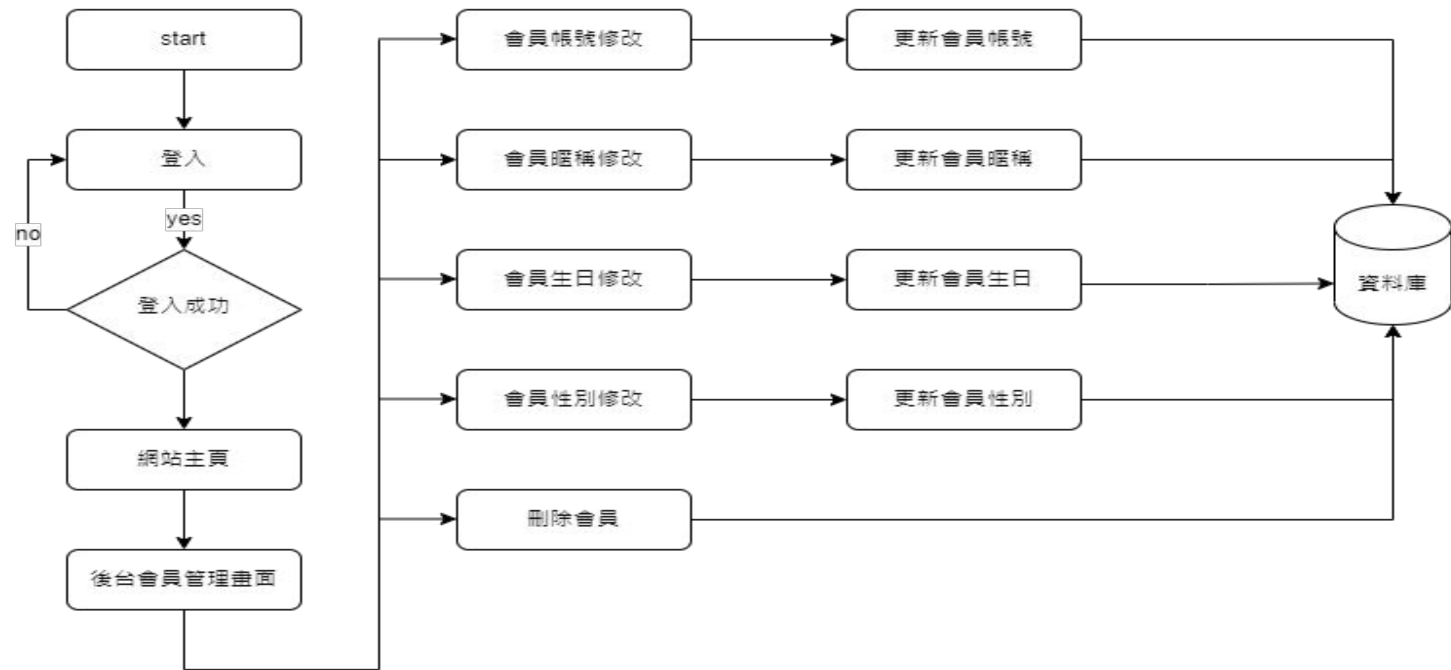 start
登入
yes
no
登入成功
網站主頁
後台會員管理畫面
會員帳號修改
更新會員帳號
會員暱稱修改
更新會員暱稱
會員生日修改
更新會員生日
會員性別修改
更新會員性別
刪除會員
資料庫